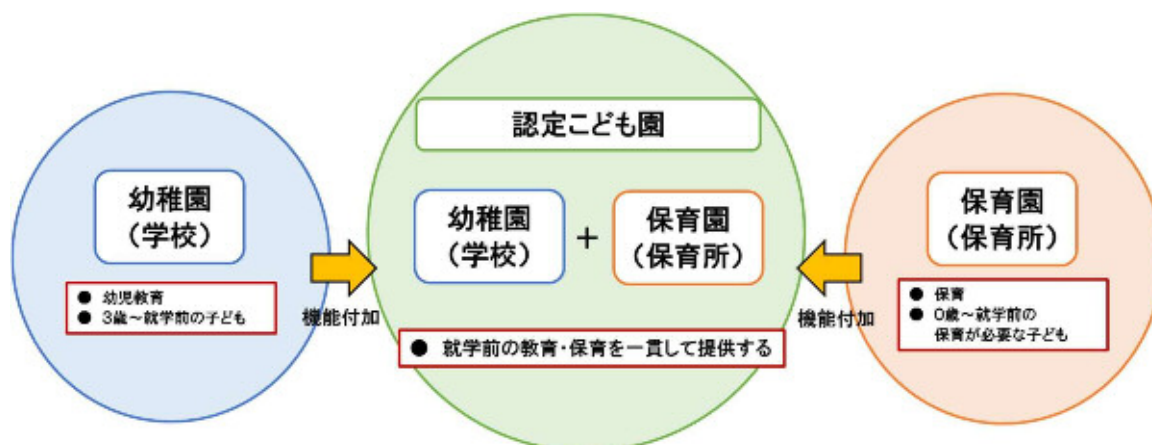 幼稚園
（学校）
● 幼児教育
● 3歳～就学前の子ども
機能付加
認定こども園
幼稚園
（学校）
＋
保育園
（保育所）
● 就学前の教育・保育を一貫して提供する
機能付加
保育園
（保育所）
● 保育
● 0歳～就学前の
保育が必要な子ども